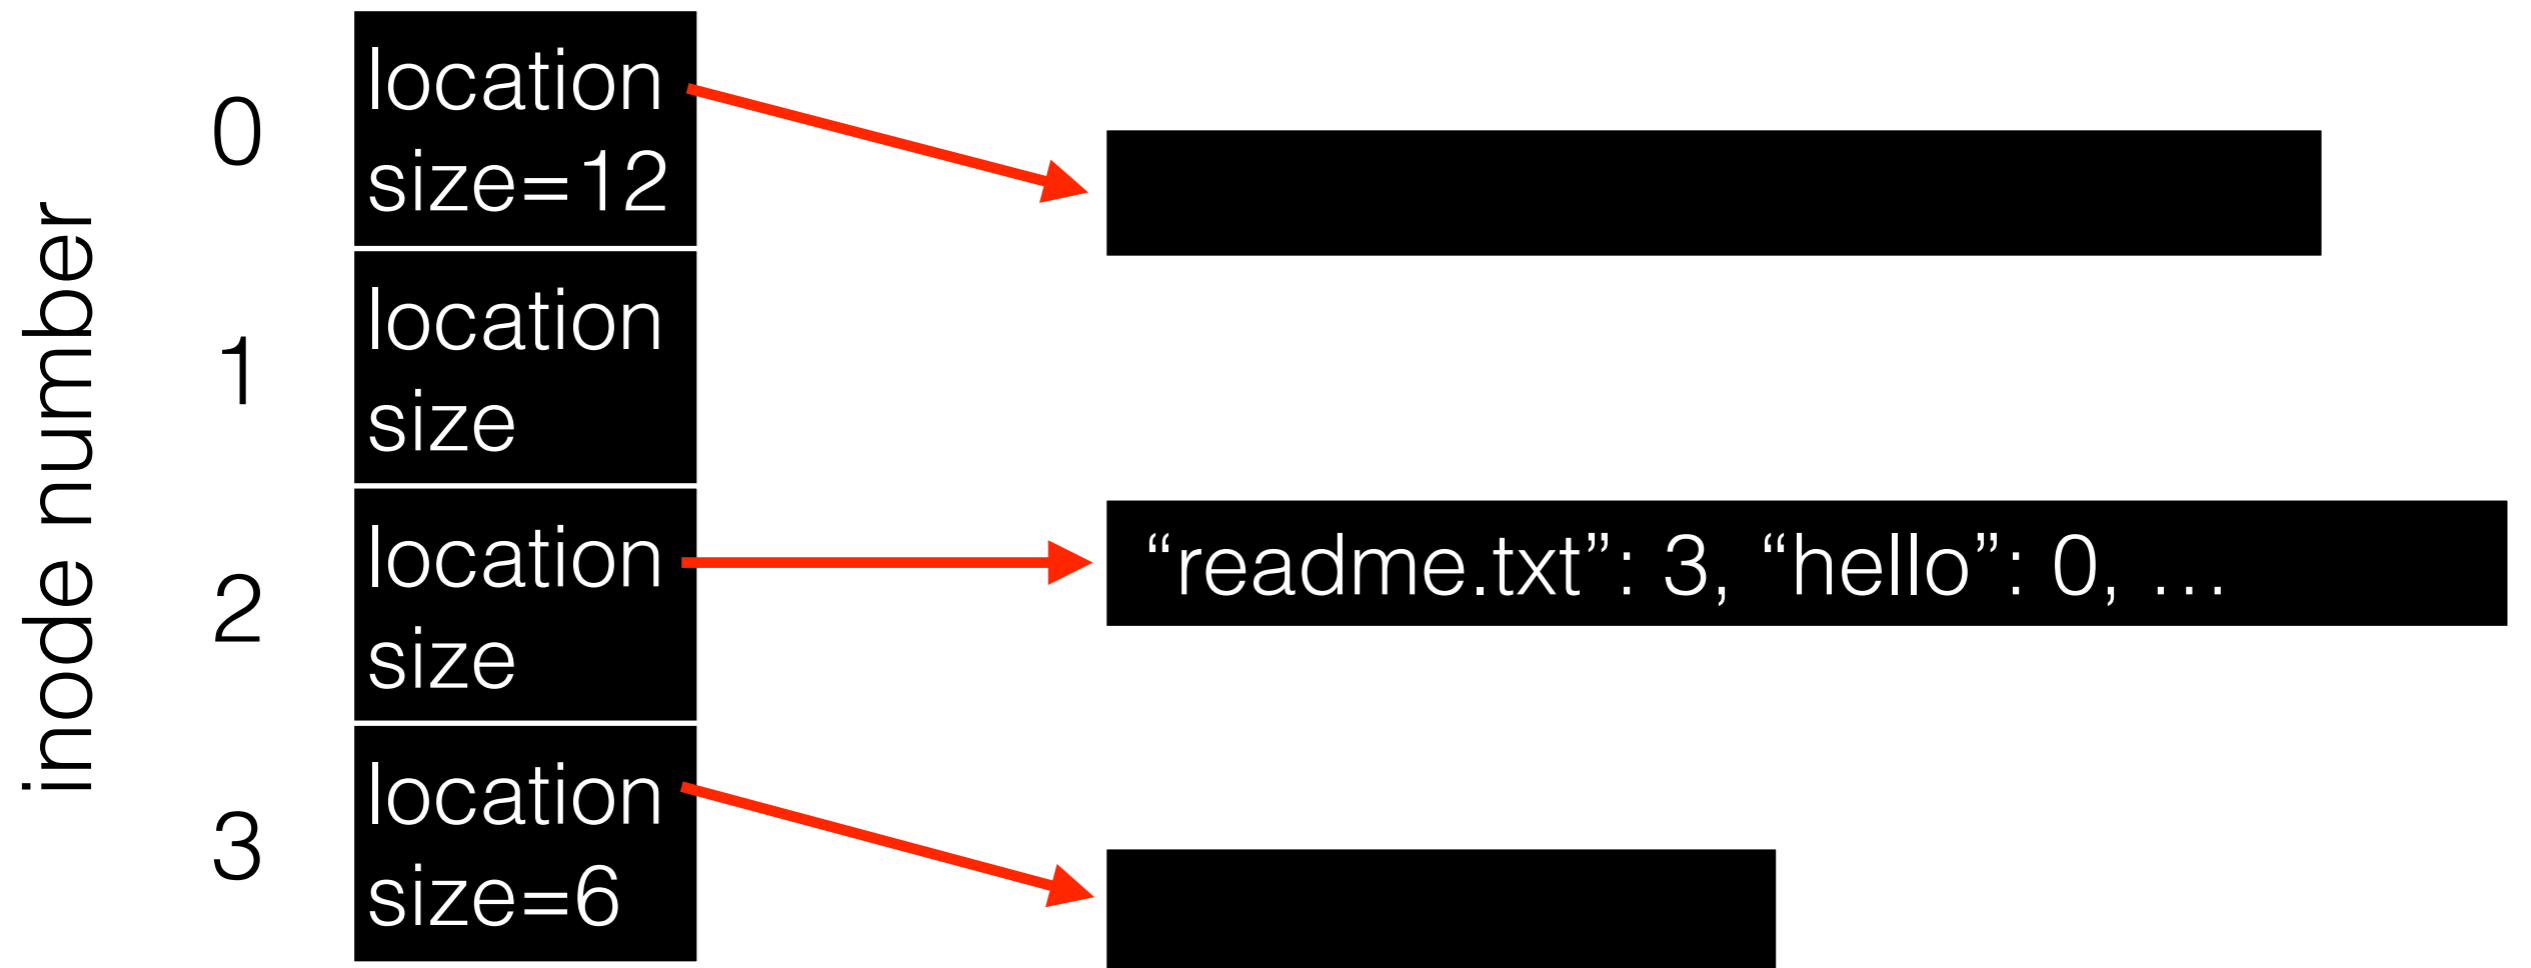 inode number
0
location
size=12
1
location
size
2
location
size
“readme.txt”: 3, “hello”: 0, …
3
location
size=6